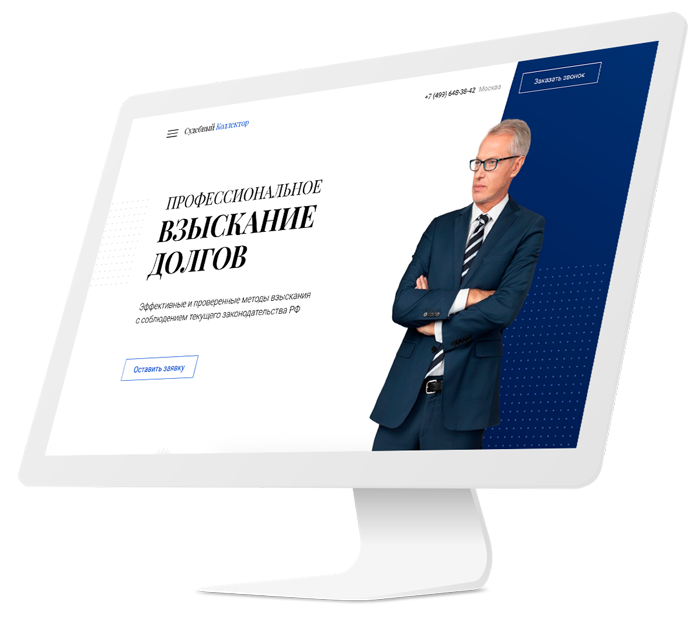 Судебный Коллектор
+7 (499) 648-38-42 Москва
Заказать звонок
ПРОФЕССИОНАЛЬНОЕ
ВЗЫСКАНИЕ
ДОЛГОВ
Эффективные и проверенные методы взыскания
с соблюдением текущего законодательства РФ
Оставить заявку